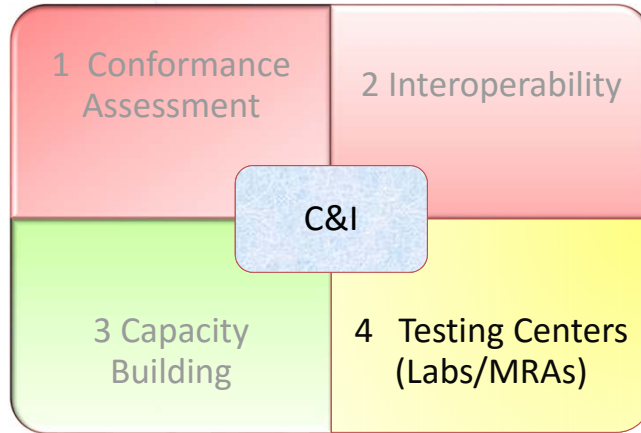 1 Conformance
Assessment
2 Interoperability
C&I
3 Capacity
Building
4 Testing Centers
(Labs/MRAs)